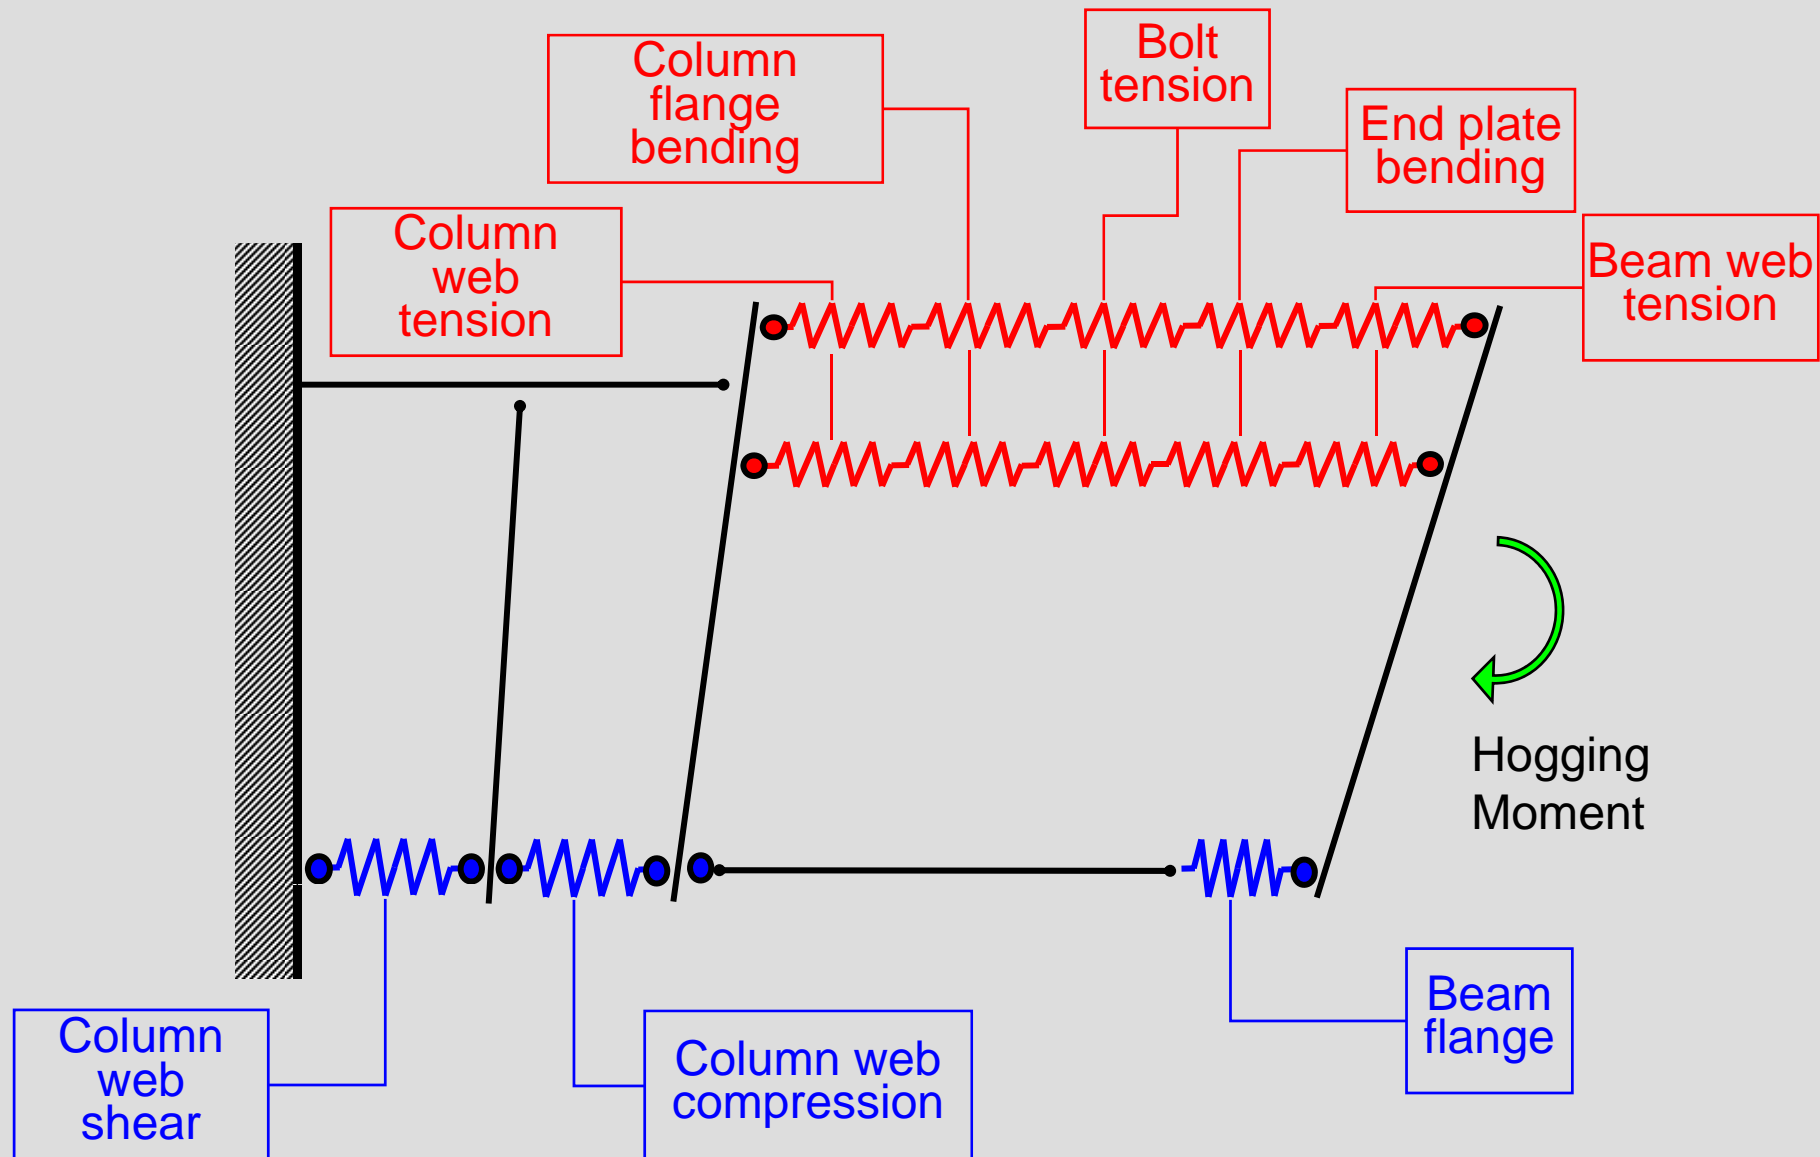 Column
flange
bending
Bolt
tension
End plate
bending
Column
web
tension
Beam web
tension
Hogging
Moment
Beam
flange
Column
web
shear
Column web
compression